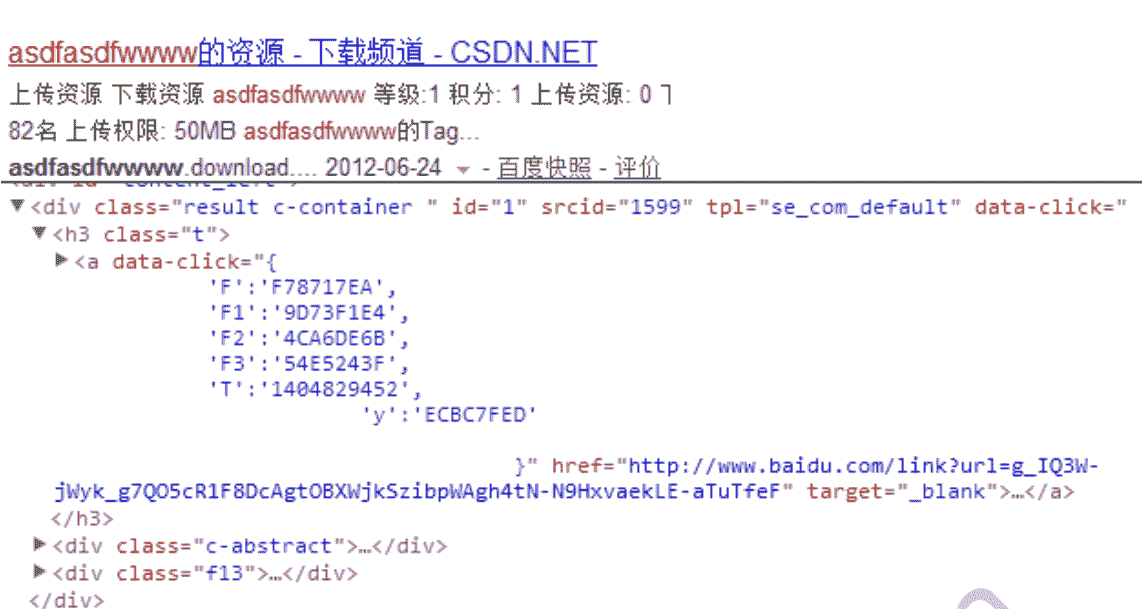 asdfasdfwwww的资源 - 下载频道 - CSDN.NET
上传资源 下载资源 asdfasdfwwww 等级:1 积分: 1 上传资源: 0
82名 上传权限: 50MB asdfasdfwwww的Tag...
asdfasdfwwww.download.... 2012-06-24 - 百度快照 - 评价
▼<div class="result c-container " id="1" srcid="1599" tpl="se_com_default" data-click="
▼<h3 class="t">
▶<a data-click="{
'F':'F78717EA',
'F1':'9D73F1E4',
'F2':'4CA6DE6B',
'F3':'54E5243F',
'T':'1404829452',
'y':'ECBC7FED'
}" href="http://www.baidu.com/link?url=g_IQ3W-
jWyk_g7QO5cR1F8DcAgtOBXWjkSzibpWAgh4tN-N9HxvaekLE-aTuTfeF" target="_blank">…</a>
</h3>
▶<div class="c-abstract">…</div>
▶<div class="f13">…</div>
</div>